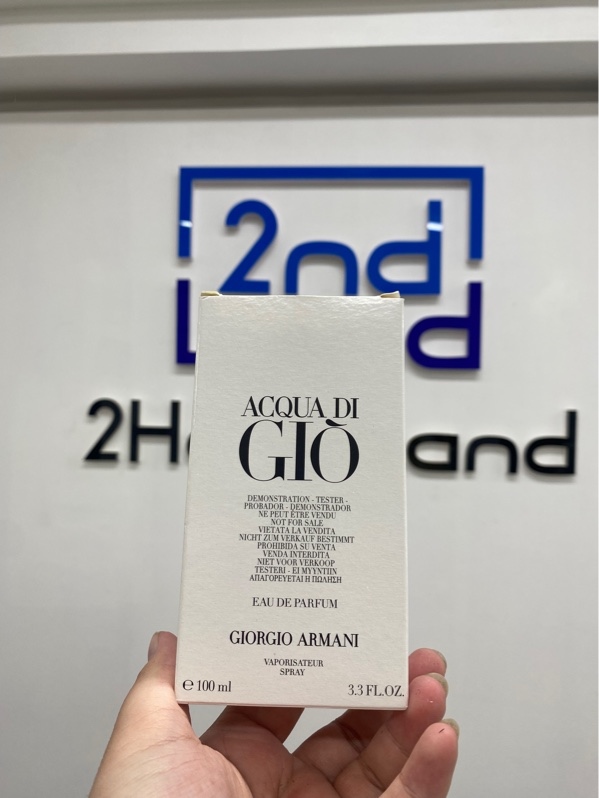 2nd
d
2H and
ACQUA DI
GIÒ
DEMONSTRATION - TESTER -
PROBADOR - DEMONSTRADOR
NE PEUT ÊTRE VENDU
NOT FOR SALE
VIETATA LA VENDITA
NICHT ZUM VERKAUF BESTIMMT
PROHIBIDA SU VENTA
VENDA INTERDITA
NIET VOOR VERKOOP
TESTERI - EI MYYNTIIN
ΑΠΑΓΟΡΕΥΕΤΑΙ Η ΠΩΛΗΣΗ
EAU DE PARFUM
GIORGIO ARMANI
VAPORISATEUR
SPRAY
℮ 100 ml 3.3 FL.OZ.